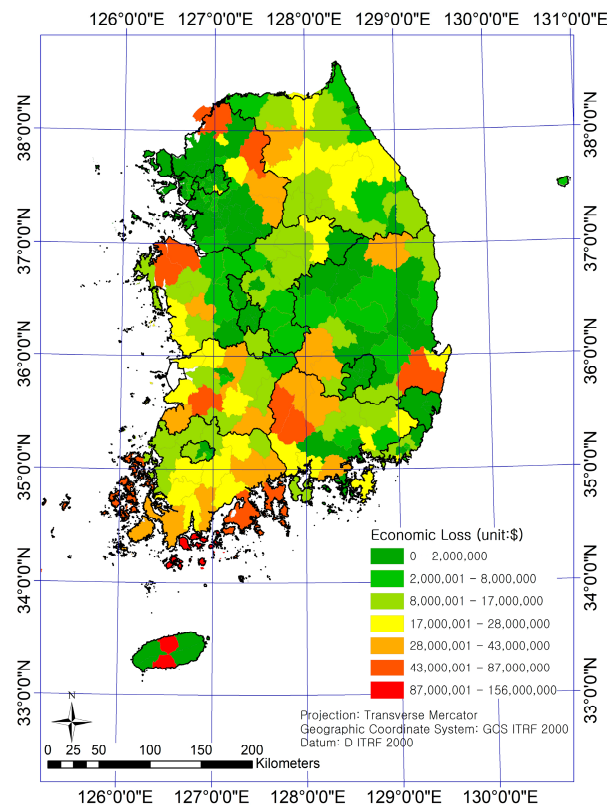 126°0'0"E 127°0'0"E 128°0'0"E 129°0'0"E 130°0'0"E 131°0'0"E
38°0'0"N 38°0'0"N
37°0'0"N 37°0'0"N
36°0'0"N 36°0'0"N
35°0'0"N 35°0'0"N
34°0'0"N 34°0'0"N
33°0'0"N 33°0'0"N
Economic Loss (unit:$)
0 2,000,000
2,000,001 - 8,000,000
8,000,001 - 17,000,000
17,000,001 - 28,000,000
28,000,001 - 43,000,000
43,000,001 - 87,000,000
87,000,001 - 156,000,000
N
Projection: Transverse Mercator
Geographic Coordinate System: GCS ITRF 2000
Datum: D ITRF 2000
0 25 50 100 150 200
Kilometers
126°0'0"E 127°0'0"E 128°0'0"E 129°0'0"E 130°0'0"E